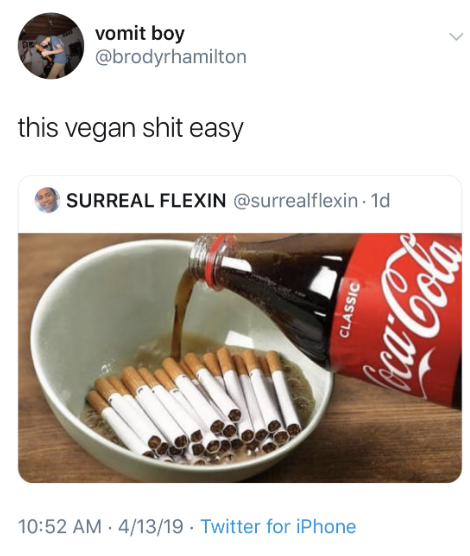 vomit boy
@brodyrhamilton
this vegan shit easy
SURREAL FLEXIN @surrealflexin · 1d
CLASSIC
Coca-Cola
10:52 AM · 4/13/19 · Twitter for iPhone